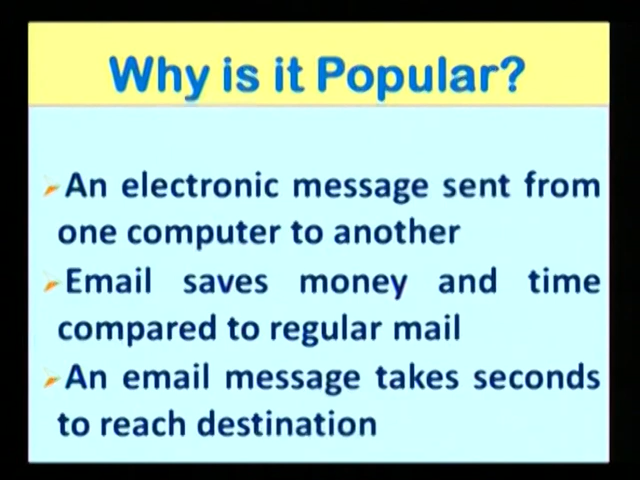 Why is it Popular?
An electronic message sent from
one computer to another
Email saves money and time
compared to regular mail
An email message takes seconds
to reach destination